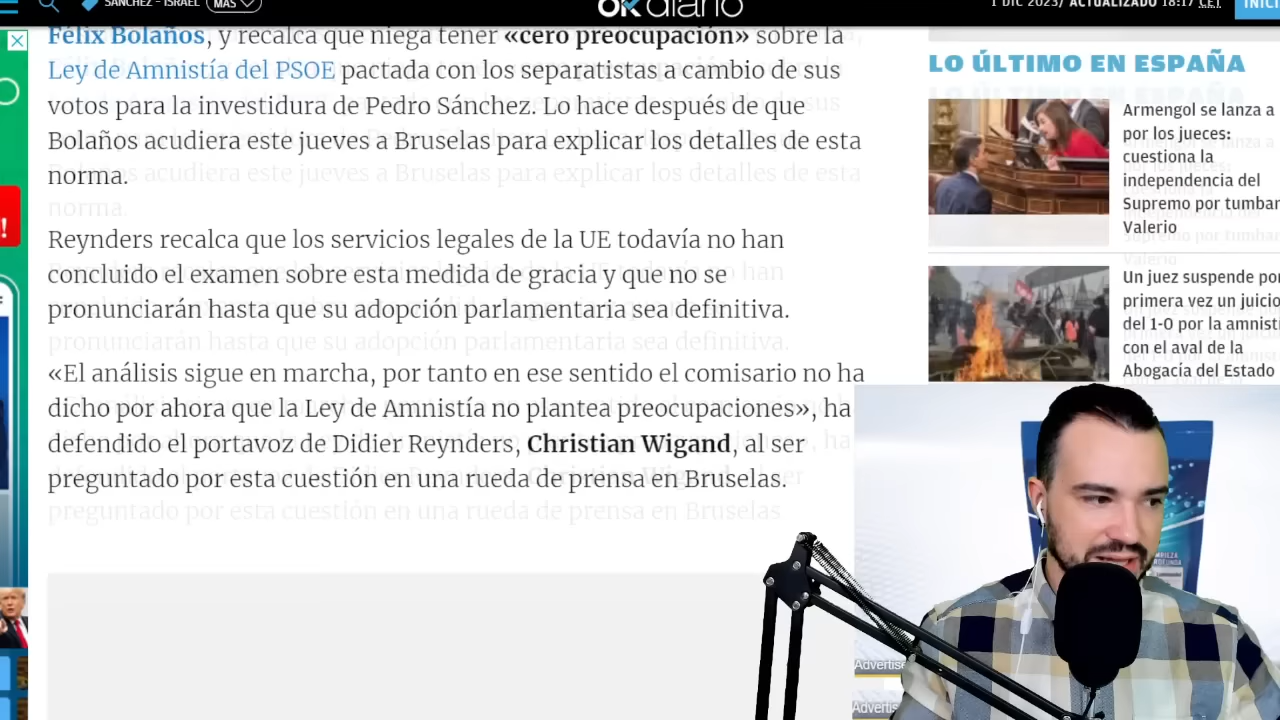 SÁNCHEZ - ISRAEL
MÁS
okdiario
1 DIC 2023/ ACTUALIZADO 18:17 CET
Félix Bolaños, y recalca que niega tener «cero preocupación» sobre la
Ley de Amnistía del PSOE pactada con los separatistas a cambio de sus
votos para la investidura de Pedro Sánchez. Lo hace después de que
Bolaños acudiera este jueves a Bruselas para explicar los detalles de esta
norma.
Reynders recalca que los servicios legales de la UE todavía no han
concluido el examen sobre esta medida de gracia y que no se
pronunciarán hasta que su adopción parlamentaria sea definitiva.
«El análisis sigue en marcha, por tanto en ese sentido el comisario no ha
dicho por ahora que la Ley de Amnistía no plantea preocupaciones», ha
defendido el portavoz de Didier Reynders, Christian Wigand, al ser
preguntado por esta cuestión en una rueda de prensa en Bruselas.
LO ÚLTIMO EN ESPAÑA
Armengol se lanza a
por los jueces:
cuestiona la
independencia del
Supremo por tumbar
Valerio
Un juez suspende por
primera vez un juicio
del 1-O por la amnistí
con el aval de la
Abogacía del Estado